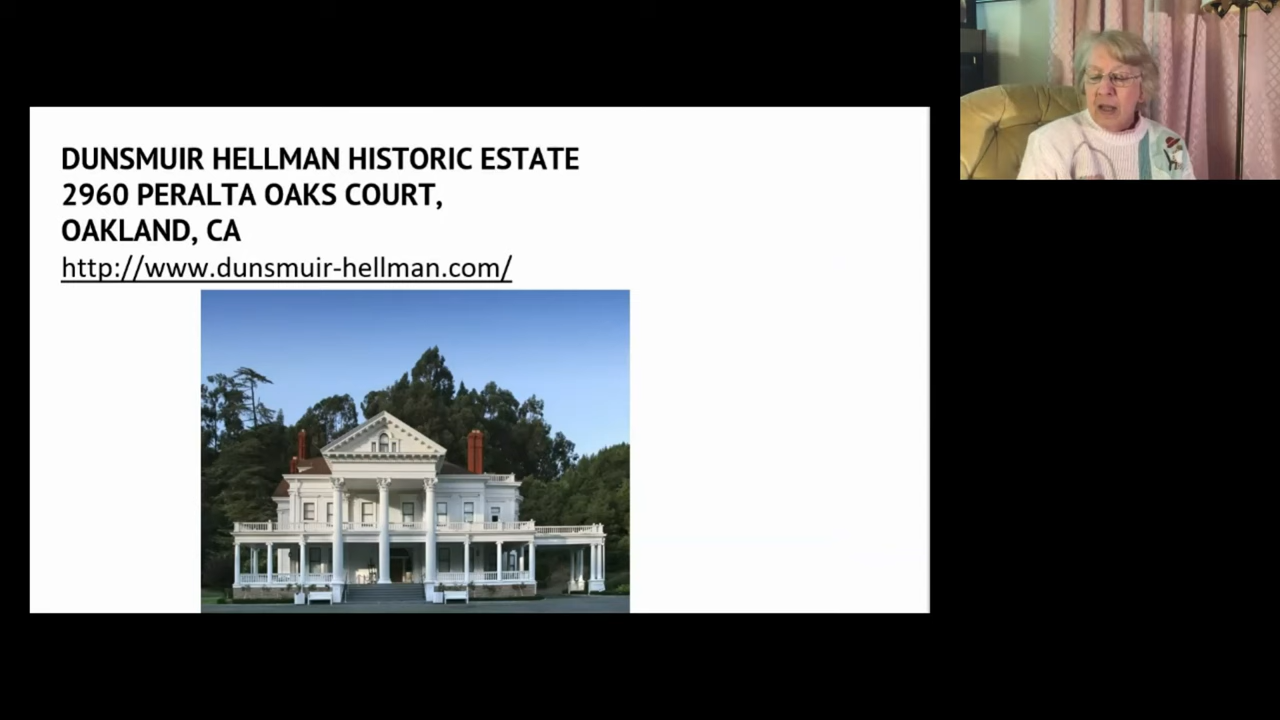 DUNSMUIR HELLMAN HISTORIC ESTATE
2960 PERALTA OAKS COURT,
OAKLAND, CA
http://www.dunsmuir-hellman.com/